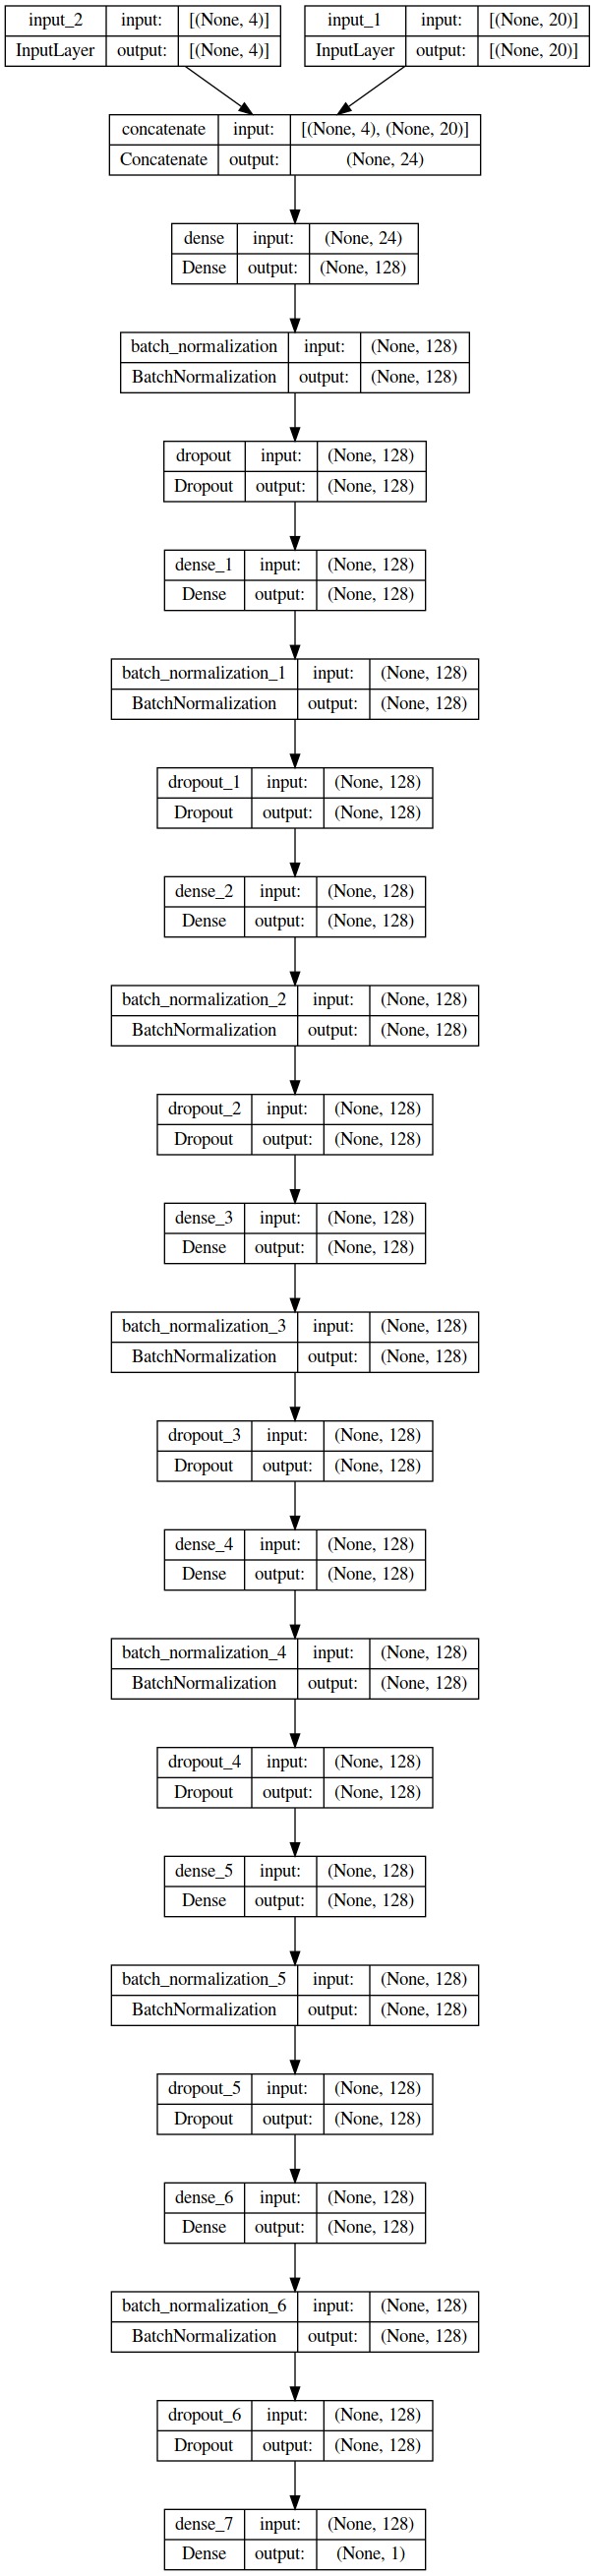 input_2 input: [(None, 4)] input_1 input: [(None, 20)]
InputLayer output: [(None, 4)] InputLayer output: [(None, 20)]
concatenate input: [(None, 4), (None, 20)]
Concatenate output: (None, 24)
dense input: (None, 24)
Dense output: (None, 128)
batch_normalization input: (None, 128)
BatchNormalization output: (None, 128)
dropout input: (None, 128)
Dropout output: (None, 128)
dense_1 input: (None, 128)
Dense output: (None, 128)
batch_normalization_1 input: (None, 128)
BatchNormalization output: (None, 128)
dropout_1 input: (None, 128)
Dropout output: (None, 128)
dense_2 input: (None, 128)
Dense output: (None, 128)
batch_normalization_2 input: (None, 128)
BatchNormalization output: (None, 128)
dropout_2 input: (None, 128)
Dropout output: (None, 128)
dense_3 input: (None, 128)
Dense output: (None, 128)
batch_normalization_3 input: (None, 128)
BatchNormalization output: (None, 128)
dropout_3 input: (None, 128)
Dropout output: (None, 128)
dense_4 input: (None, 128)
Dense output: (None, 128)
batch_normalization_4 input: (None, 128)
BatchNormalization output: (None, 128)
dropout_4 input: (None, 128)
Dropout output: (None, 128)
dense_5 input: (None, 128)
Dense output: (None, 128)
batch_normalization_5 input: (None, 128)
BatchNormalization output: (None, 128)
dropout_5 input: (None, 128)
Dropout output: (None, 128)
dense_6 input: (None, 128)
Dense output: (None, 128)
batch_normalization_6 input: (None, 128)
BatchNormalization output: (None, 128)
dropout_6 input: (None, 128)
Dropout output: (None, 128)
dense_7 input: (None, 128)
Dense output: (None, 1)